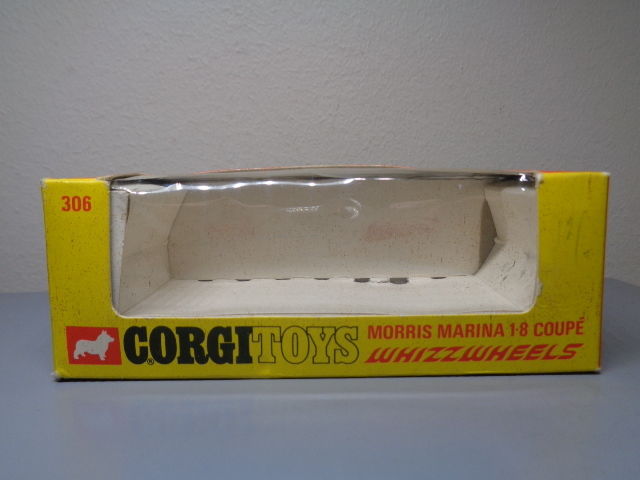 306
CORGI TOYS
®
MORRIS MARINA 1·8 COUPÉ
WHIZZWHEELS